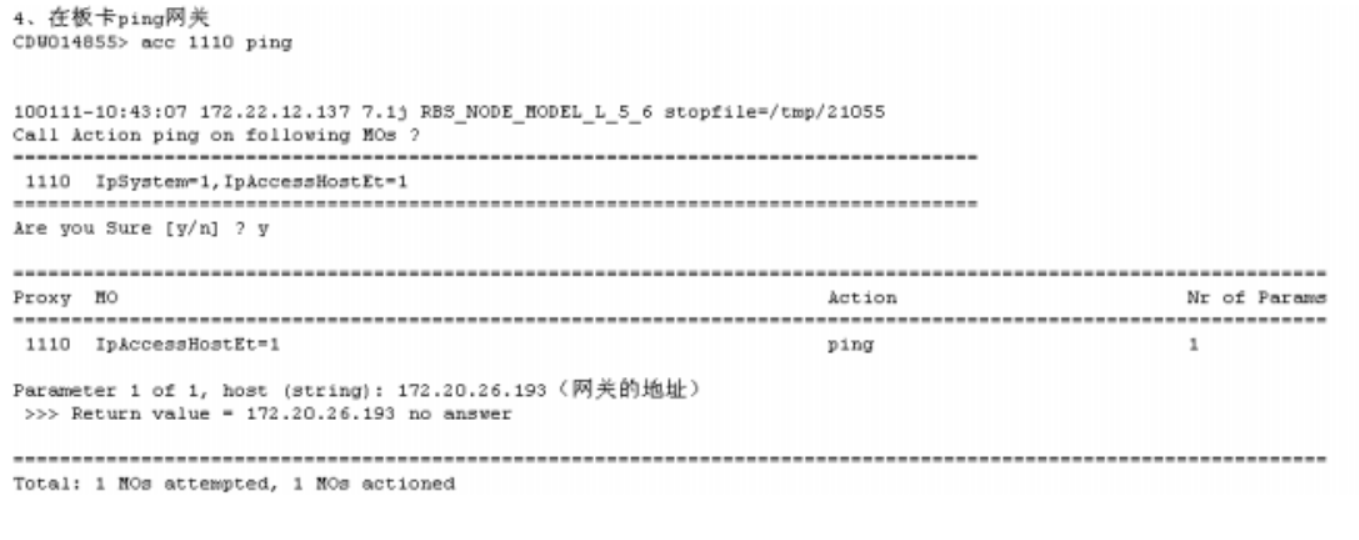 4、在板卡ping网关
CDW014855> acc 1110 ping
100111-10:43:07 172.22.12.137 7.1j RBS_NODE_MODEL_L_5_6 stopfile=/tmp/21055
Call Action ping on following MOs ?
=================================================================================
1110 IpSystem=1,IpAccessHostEt=1
=================================================================================
Are you Sure [y/n] ? y
==============================================================================================================
Proxy MO Action Nr of Params
==============================================================================================================
1110 IpAccessHostEt=1 ping 1
Parameter 1 of 1, host (string): 172.20.26.193（网关的地址）
>>> Return value = 172.20.26.193 no answer
==============================================================================================================
Total: 1 MOs attempted, 1 MOs actioned